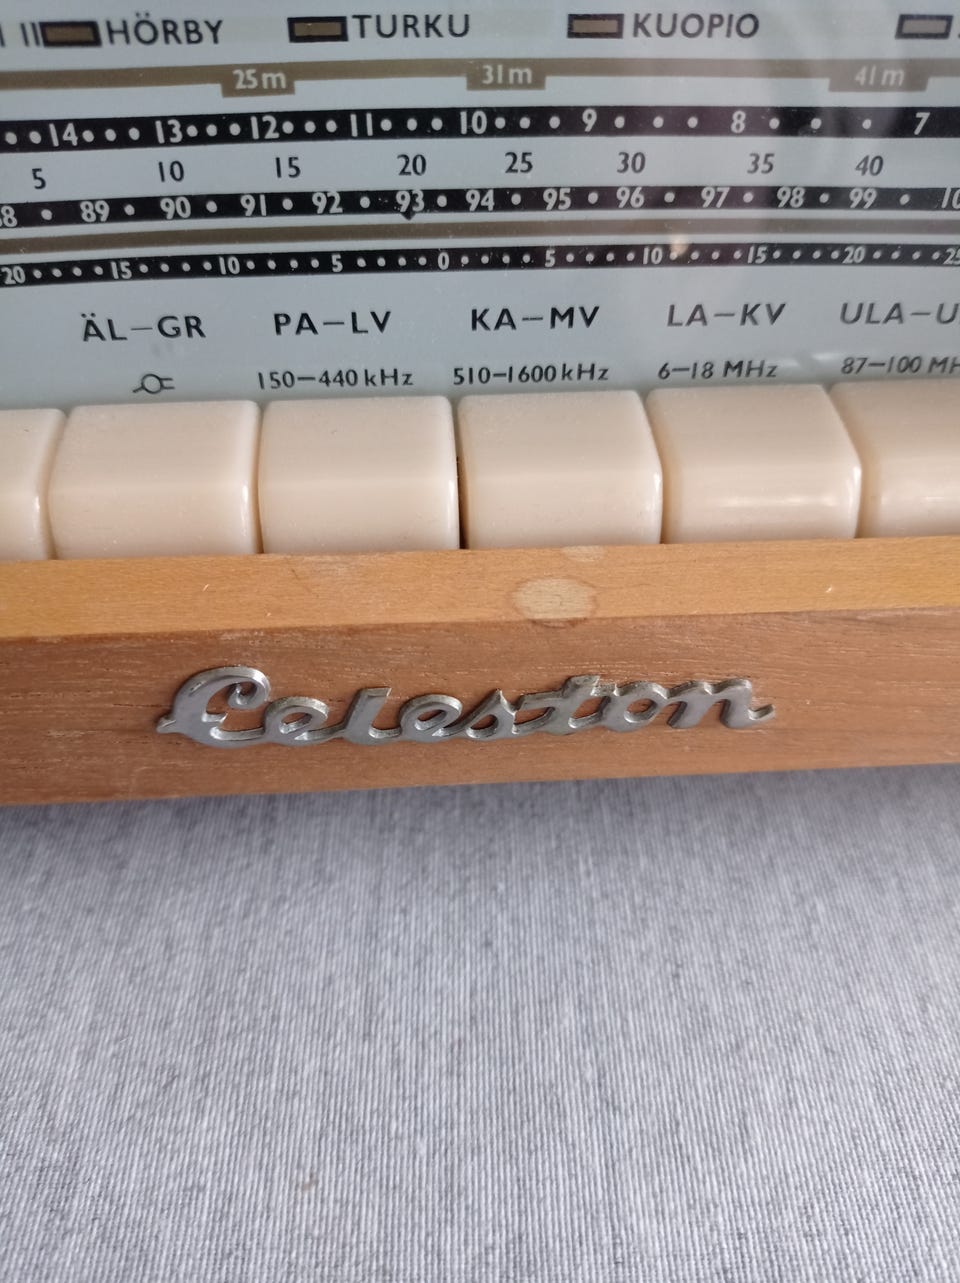 II HÖRBY TURKU KUOPIO
25m 31m 41m
14 13 12 11 10 9 8 7
5 10 15 20 25 30 35 40
89 90 91 92 93 94 95 96 97 98 99
20 15 10 5 0 5 10 15 20 25
ÄL–GR PA–LV KA–MV LA–KV
150–440 kHz 510–1600 kHz 6–18 MHz 87–100
Celeston